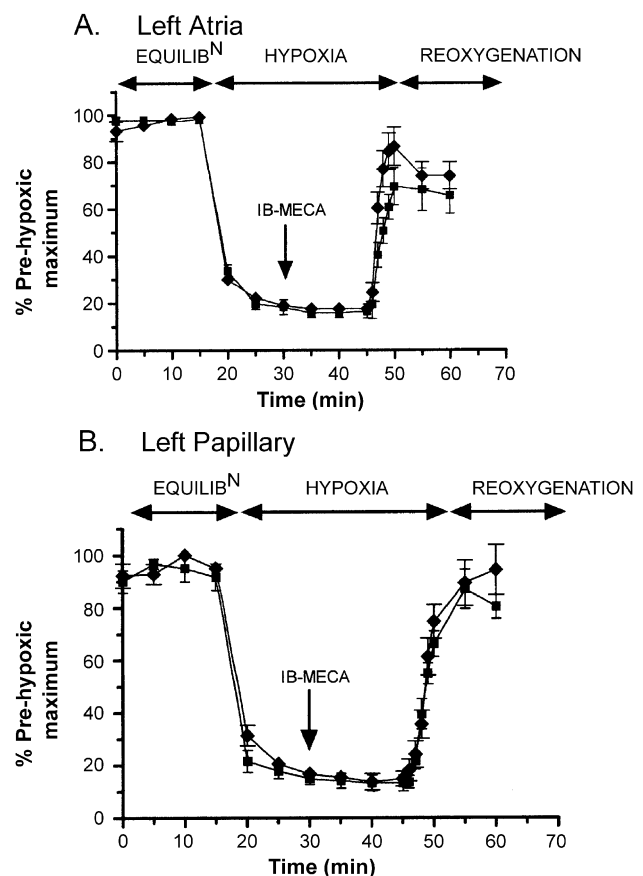 A. Left Atria
EQUILIB^N HYPOXIA REOXYGENATION
% Pre-hypoxic
maximum
100
80
60
40
20
0
IB-MECA
0 10 20 30 40 50 60 70
Time (min)
B. Left Papillary
EQUILIB^N HYPOXIA REOXYGENATION
% Pre-hypoxic
maximum
100
80
60
40
20
0
IB-MECA
0 10 20 30 40 50 60 70
Time (min)